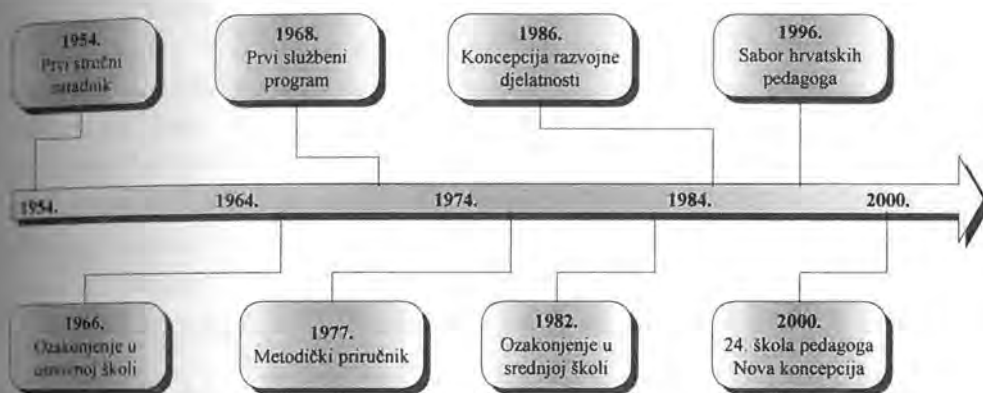 1954.
Prvi stručni
suradnik
1968.
Prvi službeni
program
1986.
Koncepcija razvojne
djelatnosti
1996.
Sabor hrvatskih
pedagoga
1954.
1964.
1974.
1984.
2000.
1966.
Ozakonjenje u
osnovnoj školi
1977.
Metodički priručnik
1982.
Ozakonjenje u
srednjoj školi
2000.
24. škola pedagoga
Nova koncepcija